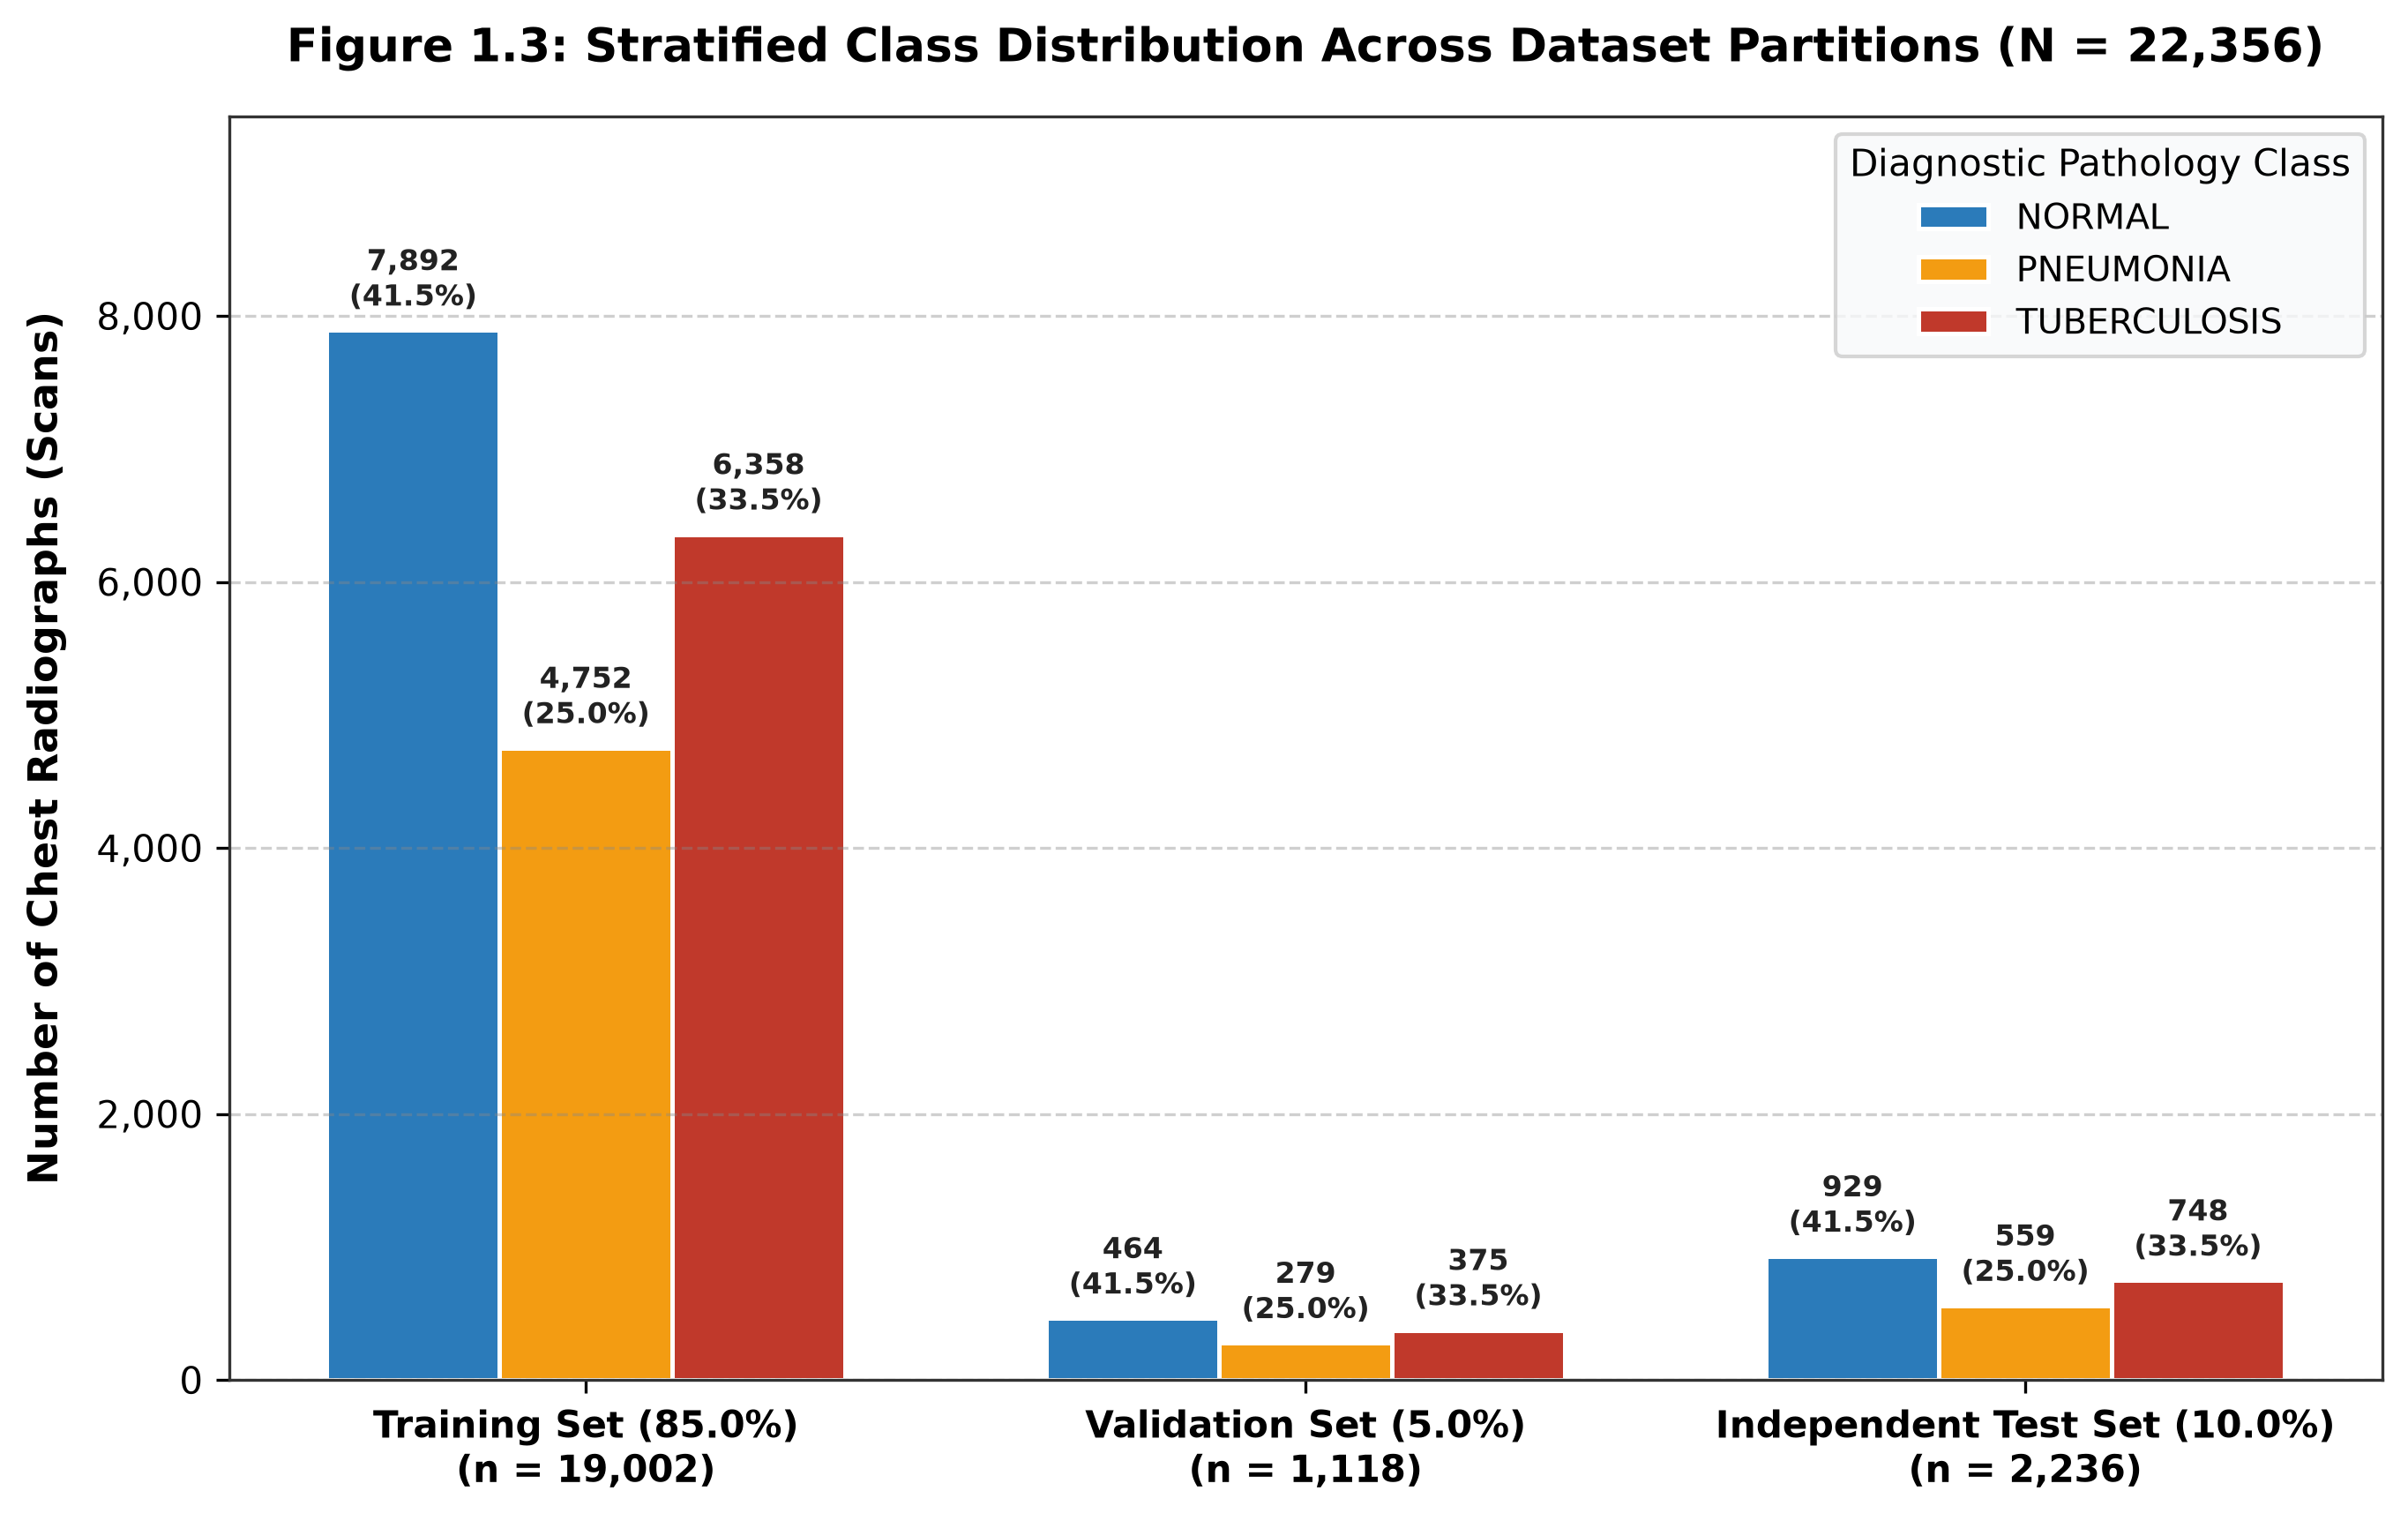 Figure 1.3: Stratified Class Distribution Across Dataset Partitions (N = 22,356)
Number of Chest Radiographs (Scans)
8,000
6,000
4,000
2,000
0
Diagnostic Pathology Class
NORMAL
PNEUMONIA
TUBERCULOSIS
7,892
(41.5%)
4,752
(25.0%)
6,358
(33.5%)
464
(41.5%)
279
(25.0%)
375
(33.5%)
929
(41.5%)
559
(25.0%)
748
(33.5%)
Training Set (85.0%)
(n = 19,002)
Validation Set (5.0%)
(n = 1,118)
Independent Test Set (10.0%)
(n = 2,236)